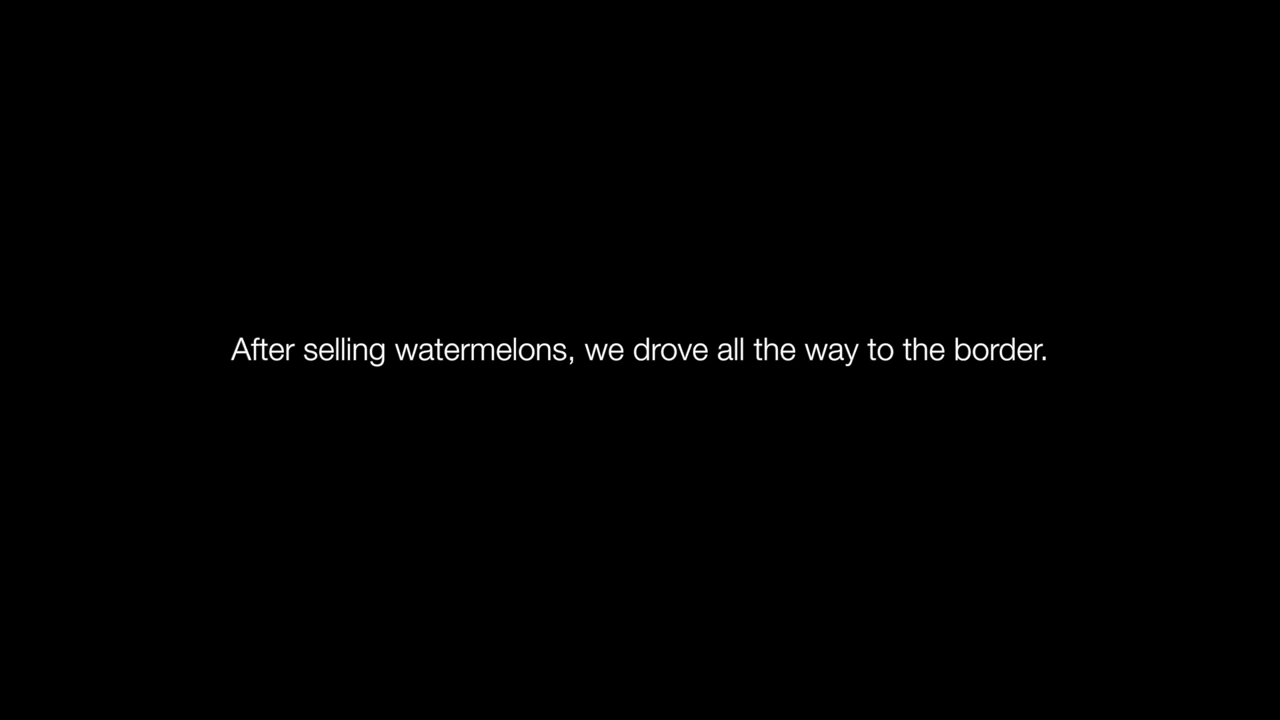 After selling watermelons, we drove all the way to the border.